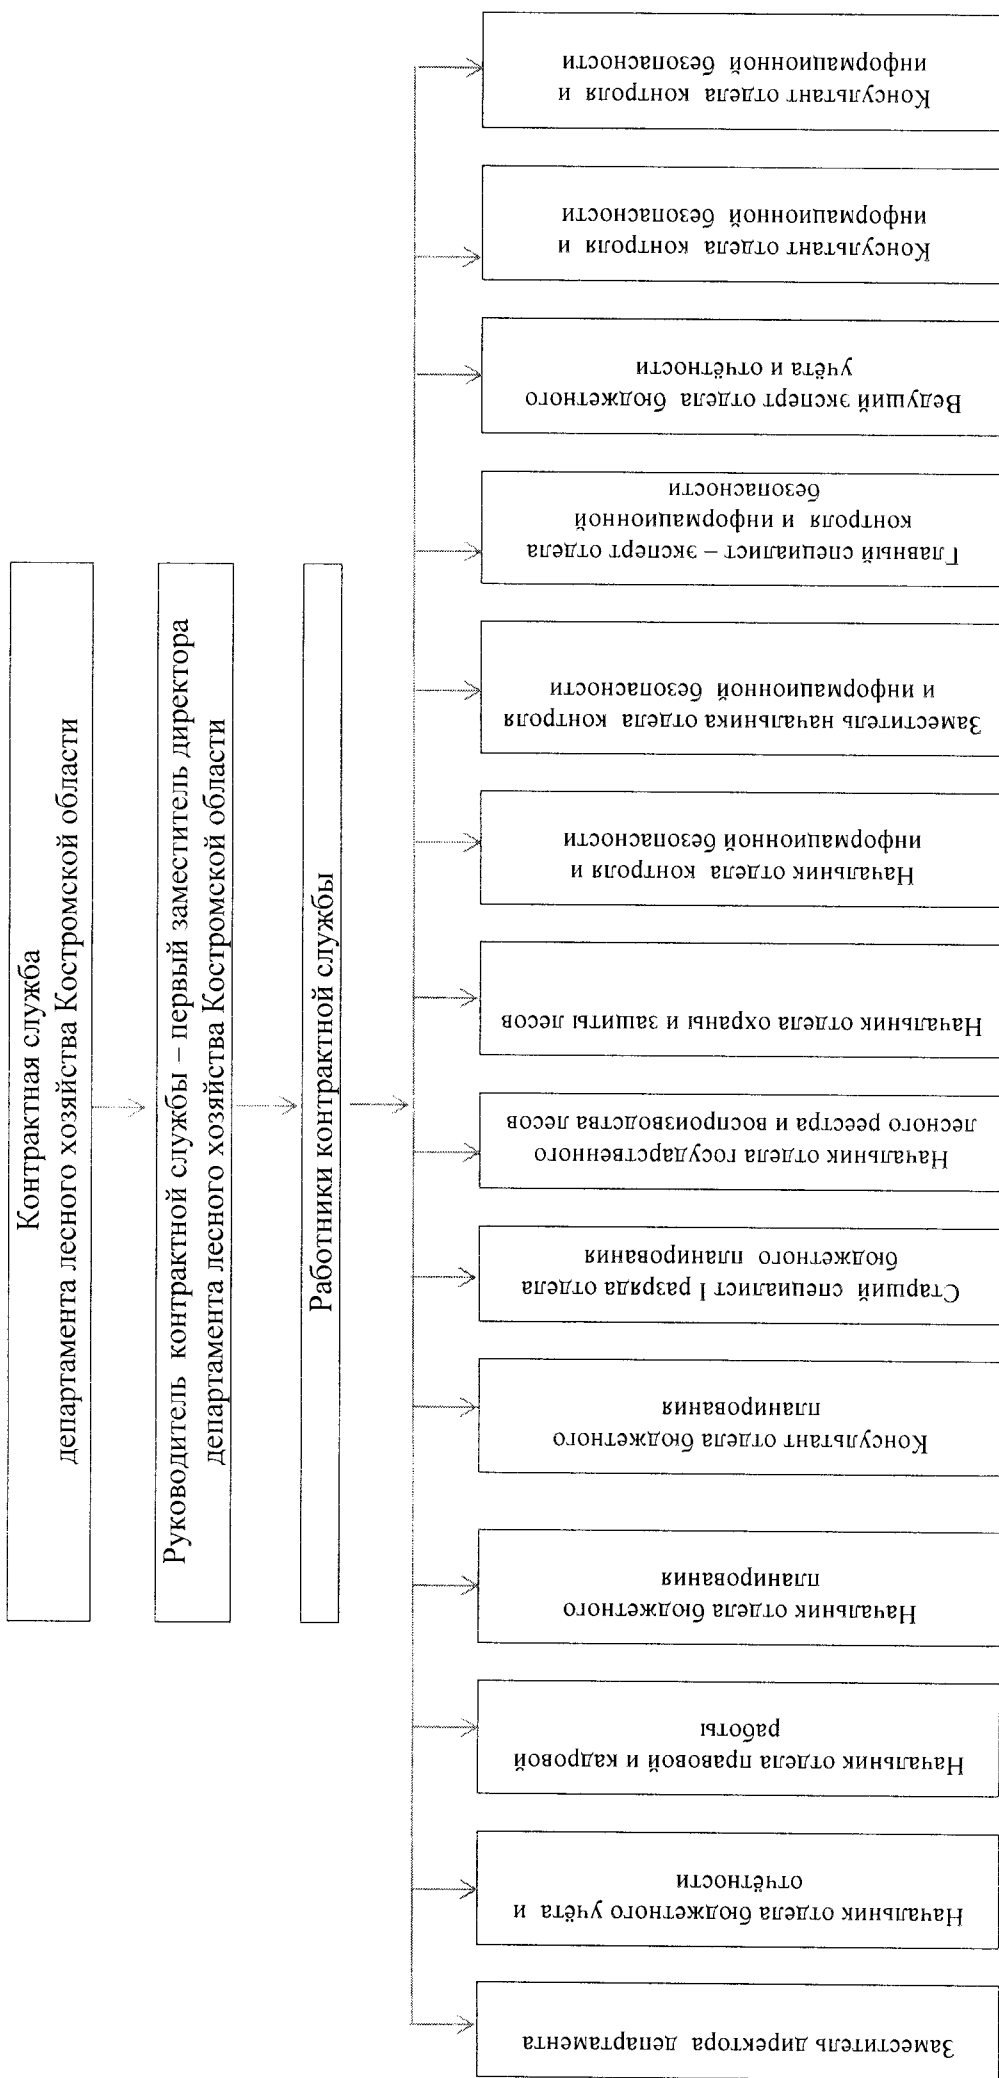 Контрактная служба
департамента лесного хозяйства Костромской области
Руководитель контрактной службы – первый заместитель директора
департамента лесного хозяйства Костромской области
Работники контрактной службы
Заместитель директора департамента
Начальник отдела бюджетного учёта и
отчётности
Начальник отдела правовой и кадровой
работы
Начальник отдела бюджетного
планирования
Консультант отдела бюджетного
планирования
Старший специалист I разряда отдела
бюджетного планирования
Начальник отдела государственного
лесного реестра и воспроизводства лесов
Начальник отдела охраны и защиты лесов
Начальник отдела контроля и
информационной безопасности
Заместитель начальника отдела контроля
и информационной безопасности
Главный специалист – эксперт отдела
контроля и информационной
безопасности
Ведущий эксперт отдела бюджетного
учёта и отчётности
Консультант отдела контроля и
информационной безопасности
Консультант отдела контроля и
информационной безопасности